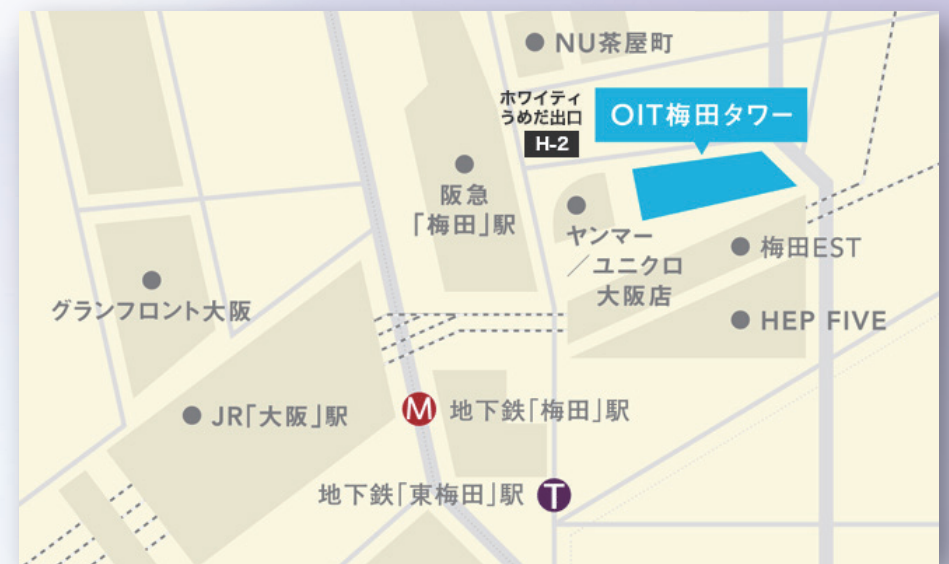 NU茶屋町
ホワイティ
うめだ出口
H-2
OIT梅田タワー
阪急
「梅田」駅
ヤンマー
／ユニクロ
大阪店
梅田EST
グランフロント大阪
HEP FIVE
JR「大阪」駅
M 地下鉄「梅田」駅
地下鉄「東梅田」駅 T